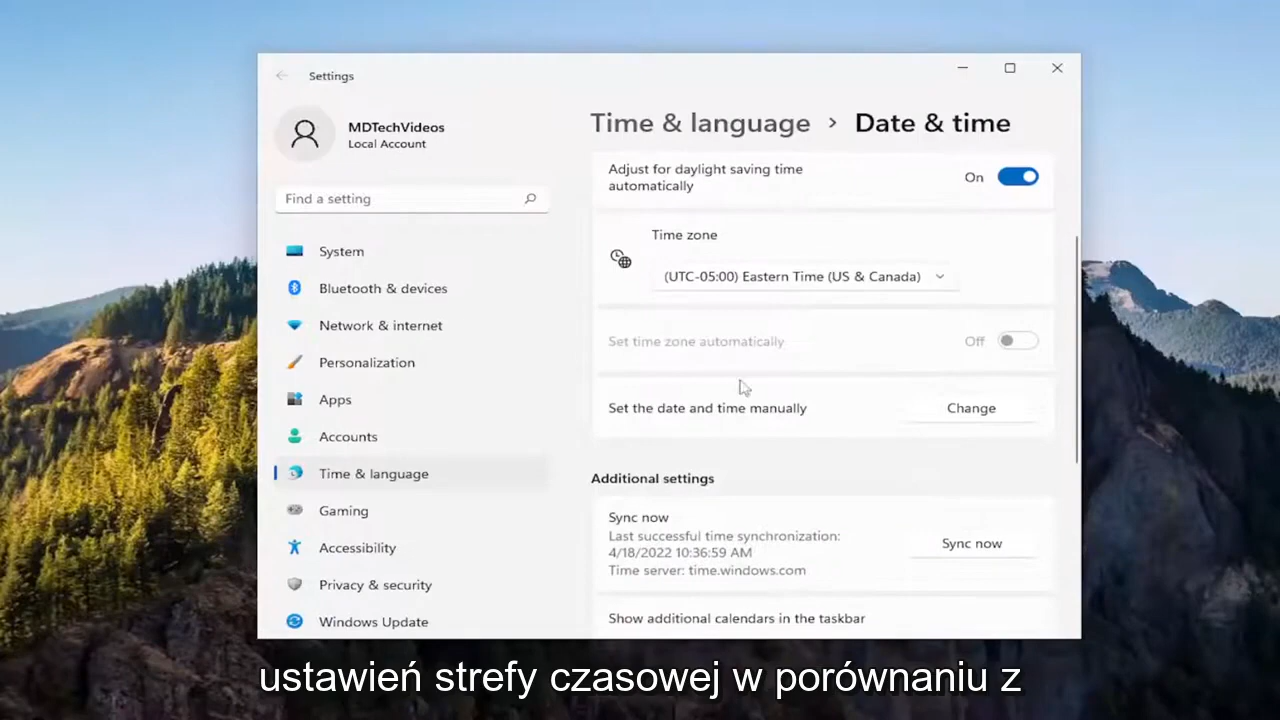 Settings
MDTechVideos
Local Account
Find a setting
System
Bluetooth & devices
Network & internet
Personalization
Apps
Accounts
Time & language
Gaming
Accessibility
Privacy & security
Windows Update
Time & language > Date & time
Adjust for daylight saving time
automatically
On
Time zone
(UTC-05:00) Eastern Time (US & Canada)
Set time zone automatically
Off
Set the date and time manually
Change
Additional settings
Sync now
Last successful time synchronization:
4/18/2022 10:36:59 AM
Time server: time.windows.com
Sync now
Show additional calendars in the taskbar
ustawień strefy czasowej w porównaniu z